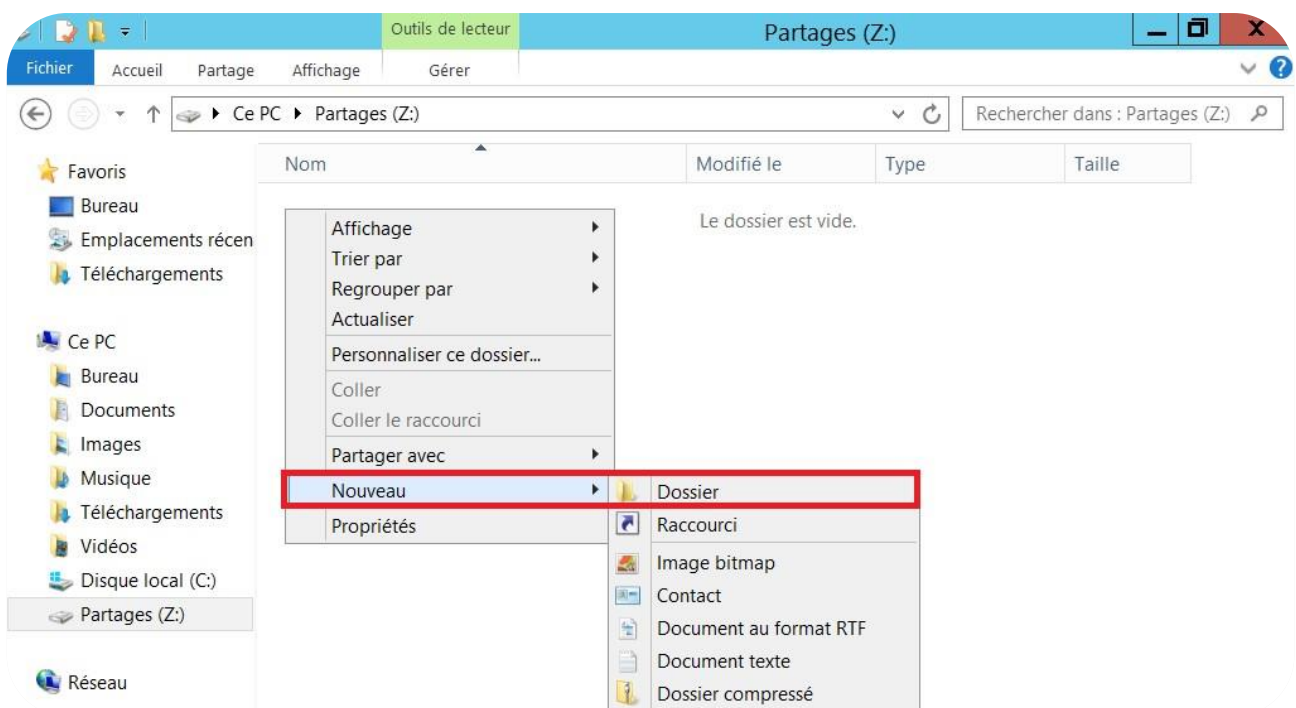 Outils de lecteur
Partages (Z:)
Fichier
Accueil
Partage
Affichage
Gérer
Ce PC
Partages (Z:)
Rechercher dans : Partages (Z:)
Favoris
Bureau
Emplacements récen
Téléchargements
Ce PC
Bureau
Documents
Images
Musique
Téléchargements
Vidéos
Disque local (C:)
Partages (Z:)
Réseau
Nom
Modifié le
Type
Taille
Le dossier est vide.
Affichage
Trier par
Regrouper par
Actualiser
Personnaliser ce dossier...
Coller
Coller le raccourci
Partager avec
Nouveau
Propriétés
Dossier
Raccourci
Image bitmap
Contact
Document au format RTF
Document texte
Dossier compressé